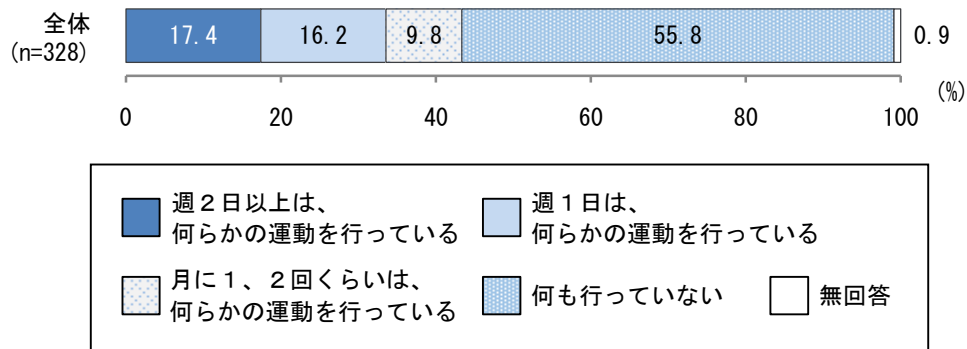 全体
(n=328)
17.4
16.2
9.8
55.8
0.9
(%)
0
20
40
60
80
100
週２日以上は、
何らかの運動を行っている
週１日は、
何らかの運動を行っている
月に１、２回くらいは、
何らかの運動を行っている
何も行っていない
無回答